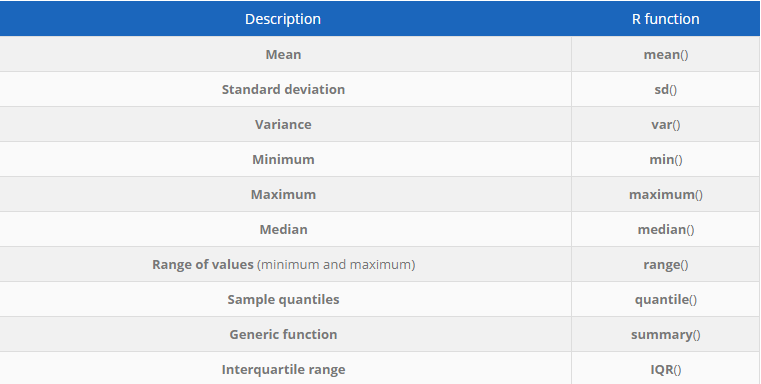 Description R function
Mean mean()
Standard deviation sd()
Variance var()
Minimum min()
Maximum maximum()
Median median()
Range of values (minimum and maximum) range()
Sample quantiles quantile()
Generic function summary()
Interquartile range IQR()